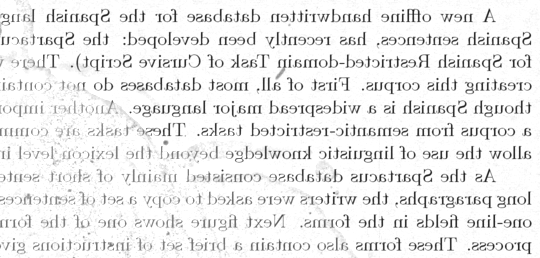 A new offline handwritten database for the Spanish lang
Spanish sentences, has recently been developed: the Spartacu
for Spanish Restricted-domain Task of Cursive Script). There
creating this corpus. First of all, most databases do not contai
though Spanish is a widespread major language. Another impor
a corpus from semantic-restricted tasks. These tasks are comm
allow the use of linguistic knowledge beyond the lexicon level i
As the Spartacus database consisted mainly of short sente
long paragraphs, the writers were asked to copy a set of sentences
one-line fields in the forms. Next figure shows one of the form
process. These forms also contain a brief set of instructions giv